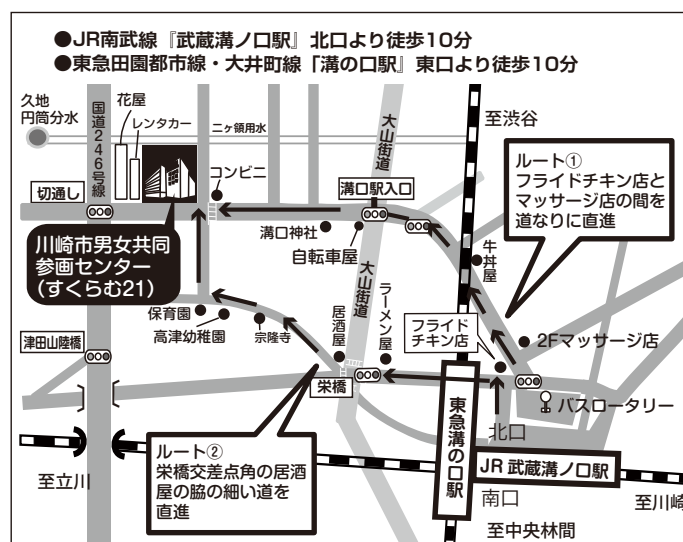 ●JR南武線『武蔵溝ノ口駅』北口より徒歩10分
●東急田園都市線・大井町線「溝の口駅』東口より徒歩10分
久地
円筒分水
国道246号線
花屋
レンタカー
二ヶ領用水
大山街道
至渋谷
ルート①
フライドチキン店と
マッサージ店の間を
道なりに直進
切通し
コンビニ
溝口駅入口
溝口神社
自転車屋
牛丼屋
川崎市男女共同
参画センター
(すくらむ21)
大山街道
保育園
高津幼稚園
宗隆寺
居酒屋
ラーメン屋
フライド
チキン店
2Fマッサージ店
津田山陸橋
栄橋
バスロータリー
ルート②
栄橋交差点角の居酒
屋の脇の細い道を
直進
東急溝の口駅
北口
JR 武蔵溝ノ口駅
南口
至立川
至川崎
至中央林間